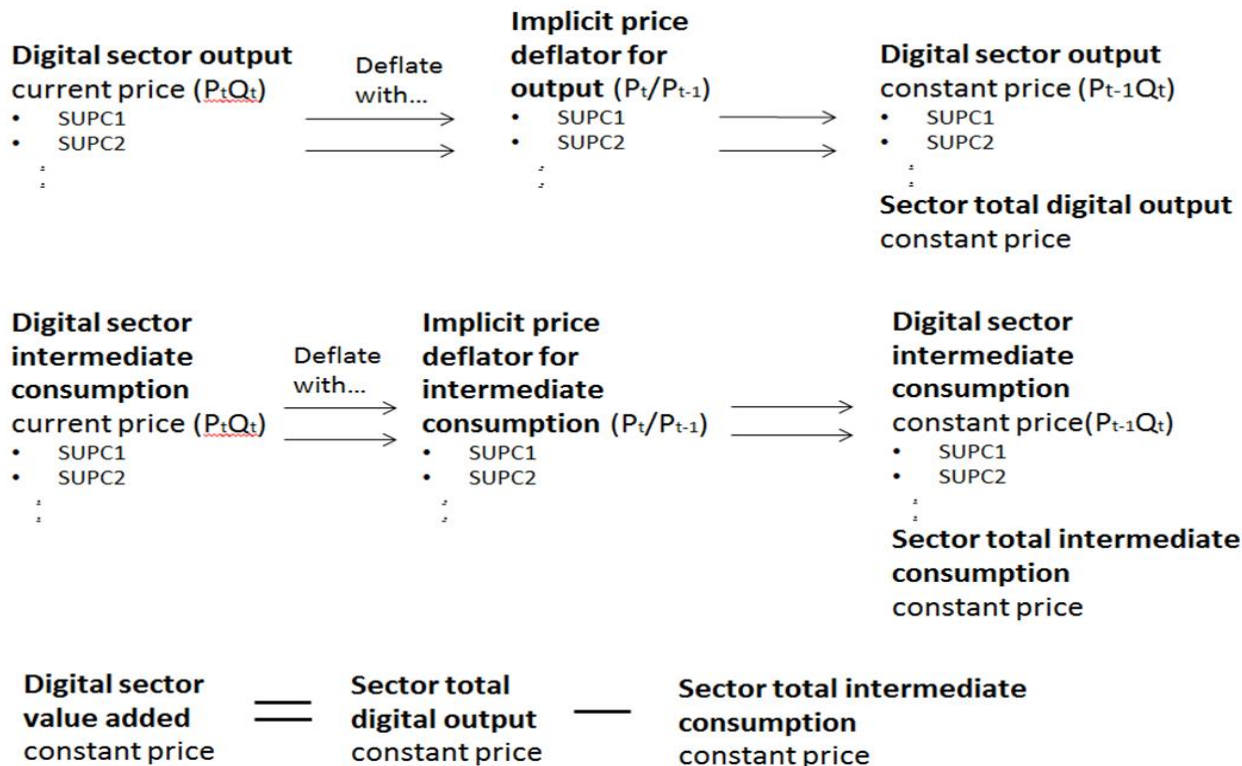 Digital sector output
current price (PtQt)
• SUPC1
• SUPC2
:
Deflate
with...
Implicit price
deflator for
output (Pt/Pt-1)
• SUPC1
• SUPC2
:
Digital sector output
constant price (Pt-1Qt)
• SUPC1
• SUPC2
:
Sector total digital output
constant price
Digital sector
intermediate
consumption
current price (PtQt)
• SUPC1
• SUPC2
:
Deflate
with...
Implicit price
deflator for
intermediate
consumption (Pt/Pt-1)
• SUPC1
• SUPC2
:
Digital sector
intermediate
consumption
constant price(Pt-1Qt)
• SUPC1
• SUPC2
:
Sector total intermediate
consumption
constant price
Digital sector
value added
constant price
=
Sector total
digital output
constant price
—
Sector total intermediate
consumption
constant price